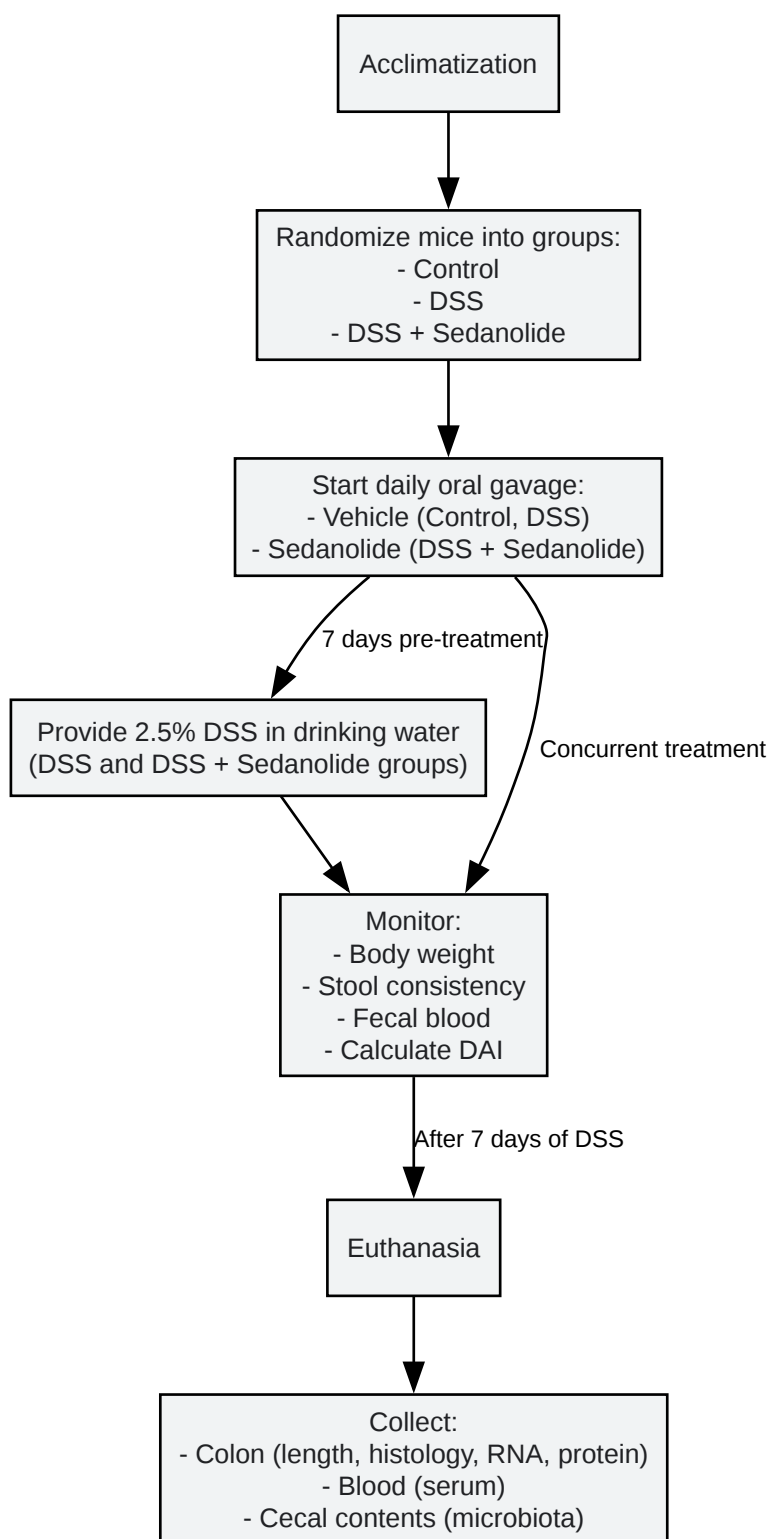 Acclimatization
Randomize mice into groups:
- Control
- DSS
- DSS + Sedanolide
Start daily oral gavage:
- Vehicle (Control, DSS)
- Sedanolide (DSS + Sedanolide)
7 days pre-treatment
Provide 2.5% DSS in drinking water
(DSS and DSS + Sedanolide groups)
Concurrent treatment
Monitor:
- Body weight
- Stool consistency
- Fecal blood
- Calculate DAI
After 7 days of DSS
Euthanasia
Collect:
- Colon (length, histology, RNA, protein)
- Blood (serum)
- Cecal contents (microbiota)